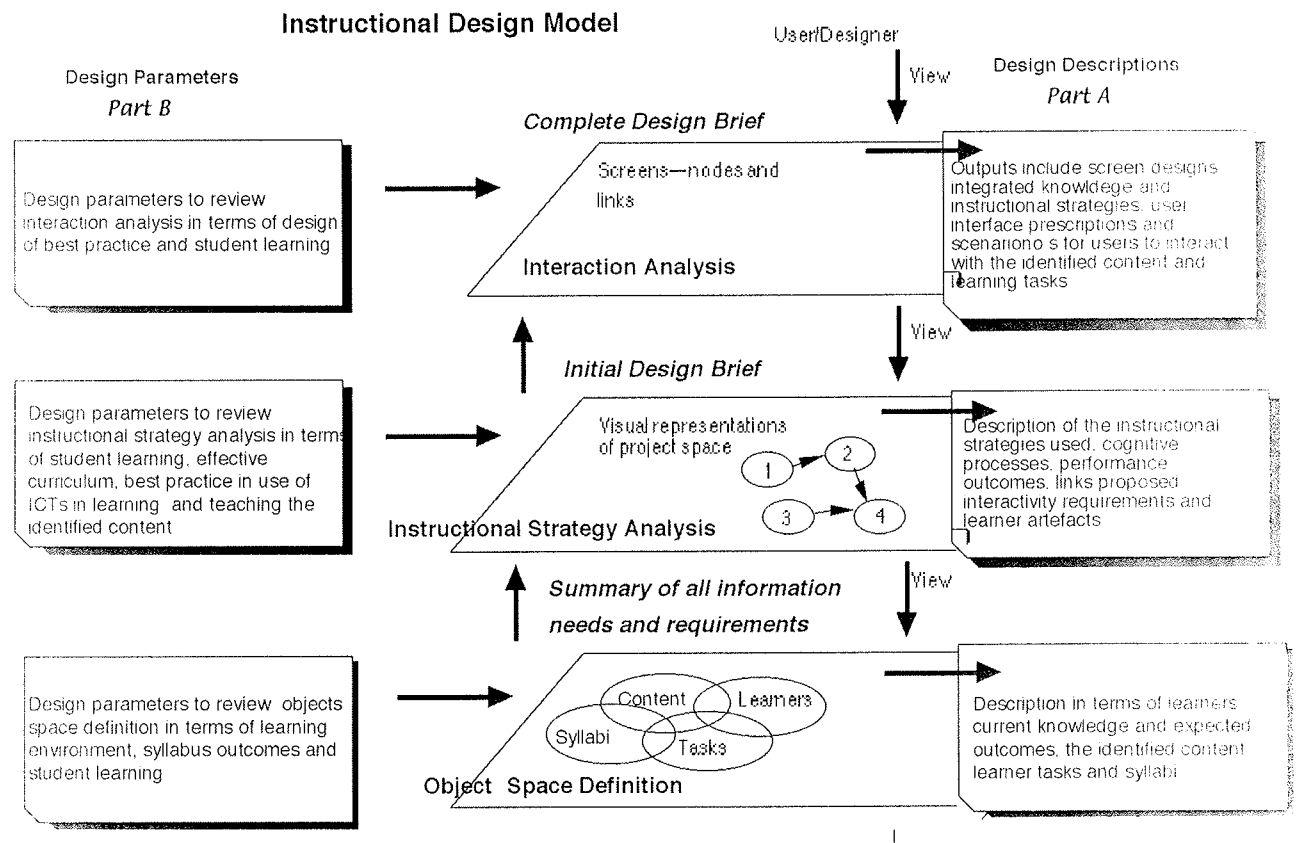 Instructional Design Model
User/Designer
View
Design Parameters
Part B
Design Descriptions
Part A
Complete Design Brief
Design parameters to review
interaction analysis in terms of design
of best practice and student learning
Screens—nodes and
links
Interaction Analysis
Outputs include screen designs
integrated knowldege and
instructional strategies, user
interface prescriptions and
scenariono s for users to interact
with the identified content and
learning tasks
View
Initial Design Brief
Design parameters to review
instructional strategy analysis in terms
of student learning, effective
curriculum, best practice in use of
ICTs in learning and teaching the
identified content
Visual representations
of project space
1
2
3
4
Instructional Strategy Analysis
Description of the instructional
strategies used, cognitive
processes, performance
outcomes, links proposed
interactivity requirements and
learner artefacts
View
Summary of all information
needs and requirements
Design parameters to review objects
space definition in terms of learning
environment, syllabus outcomes and
student learning
Content
Learners
Syllabi
Tasks
Object Space Definition
Description in terms of learners
current knowledge and expected
outcomes, the identified content
learner tasks and syllabi